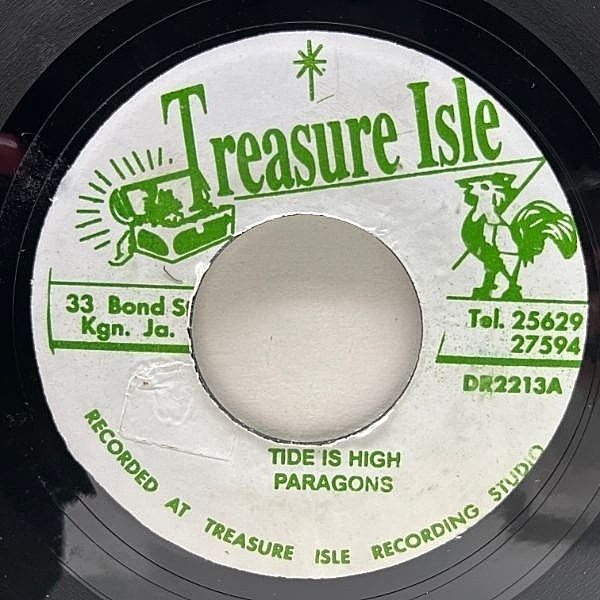 Treasure Isle
33 Bond S
Kgn. Ja.
Tel. 25629
27594
DR2213A
TIDE IS HIGH
PARAGONS
RECORDED AT TREASURE ISLE RECORDING STUDIO